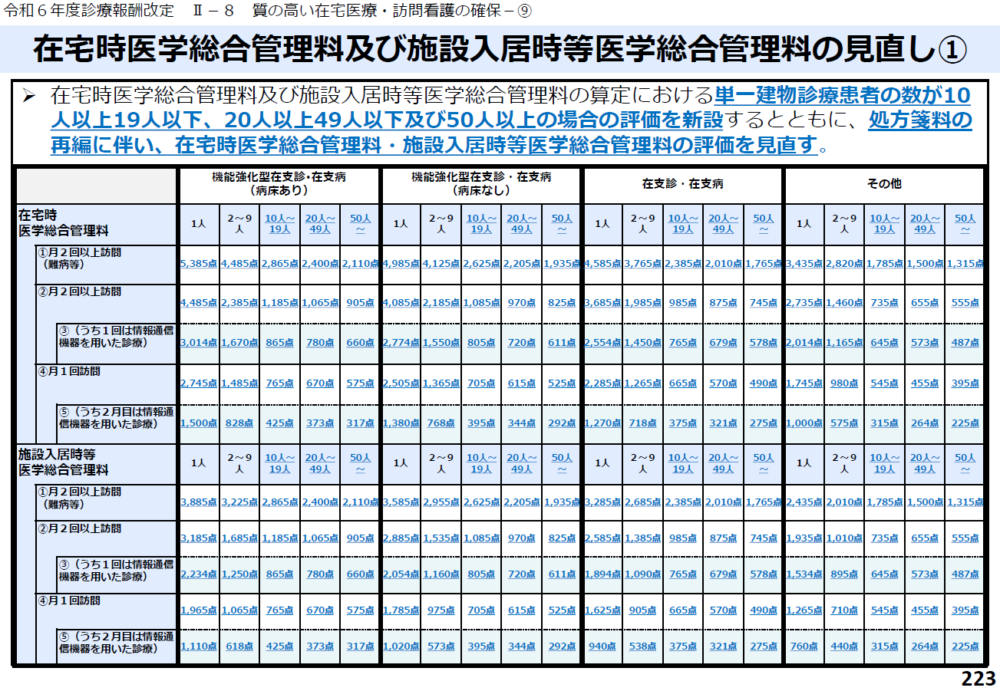 令和６年度診療報酬改定　Ⅱ－８　質の高い在宅医療・訪問看護の確保－⑨
在宅時医学総合管理料及び施設入居時等医学総合管理料の見直し①
➢ 在宅時医学総合管理料及び施設入居時等医学総合管理料の算定における単一建物診療患者の数が10
人以上19人以下、20人以上49人以下及び50人以上の場合の評価を新設するとともに、処方箋料の
再編に伴い、在宅時医学総合管理料・施設入居時等医学総合管理料の評価を見直す。
機能強化型在支診・在支病 機能強化型在支診・在支病 在支診・在支病 その他
（病床あり） （病床なし）
在宅時
医学総合管理料
1人 2～9人 10人～19人 20人～49人 50人～ 1人 2～9人 10人～19人 20人～49人 50人～ 1人 2～9人 10人～19人 20人～49人 50人～ 1人 2～9人 10人～19人 20人～49人 50人～
①月２回以上訪問
（難病等）
5,385点 4,485点 2,865点 2,400点 2,110点 4,985点 4,125点 2,625点 2,205点 1,935点 4,585点 3,765点 2,385点 2,010点 1,765点 3,435点 2,820点 1,785点 1,500点 1,315点
②月２回以上訪問
4,485点 2,385点 1,185点 1,065点 905点 4,085点 2,185点 1,085点 970点 825点 3,685点 1,985点 985点 875点 745点 2,735点 1,460点 735点 655点 555点
③（うち１回は情報通信
機器を用いた診療）
3,014点 1,670点 865点 780点 660点 2,774点 1,550点 805点 720点 611点 2,554点 1,450点 765点 679点 578点 2,014点 1,165点 645点 573点 487点
④月１回訪問
2,745点 1,485点 765点 670点 575点 2,505点 1,365点 705点 615点 525点 2,285点 1,265点 665点 570点 490点 1,745点 980点 545点 455点 395点
⑤（うち２月目は情報通
信機器を用いた診療）
1,500点 828点 425点 373点 317点 1,380点 768点 395点 344点 292点 1,270点 718点 375点 321点 275点 1,000点 575点 315点 264点 225点
施設入居時等
医学総合管理料
1人 2～9人 10人～19人 20人～49人 50人～ 1人 2～9人 10人～19人 20人～49人 50人～ 1人 2～9人 10人～19人 20人～49人 50人～ 1人 2～9人 10人～19人 20人～49人 50人～
①月２回以上訪問
（難病等）
3,885点 3,225点 2,865点 2,400点 2,110点 3,585点 2,955点 2,625点 2,205点 1,935点 3,285点 2,685点 2,385点 2,010点 1,765点 2,435点 2,010点 1,785点 1,500点 1,315点
②月２回以上訪問
3,185点 1,685点 1,185点 1,065点 905点 2,885点 1,535点 1,085点 970点 825点 2,585点 1,385点 985点 875点 745点 1,935点 1,010点 735点 655点 555点
③（うち１回は情報通信
機器を用いた診療）
2,234点 1,250点 865点 780点 660点 2,054点 1,160点 805点 720点 611点 1,894点 1,090点 765点 679点 578点 1,534点 895点 645点 573点 487点
④月１回訪問
1,965点 1,065点 765点 670点 575点 1,785点 975点 705点 615点 525点 1,625点 905点 665点 570点 490点 1,265点 710点 545点 455点 395点
⑤（うち２月目は情報通
信機器を用いた診療）
1,110点 618点 425点 373点 317点 1,020点 573点 395点 344点 292点 940点 538点 375点 321点 275点 760点 440点 315点 264点 225点
223